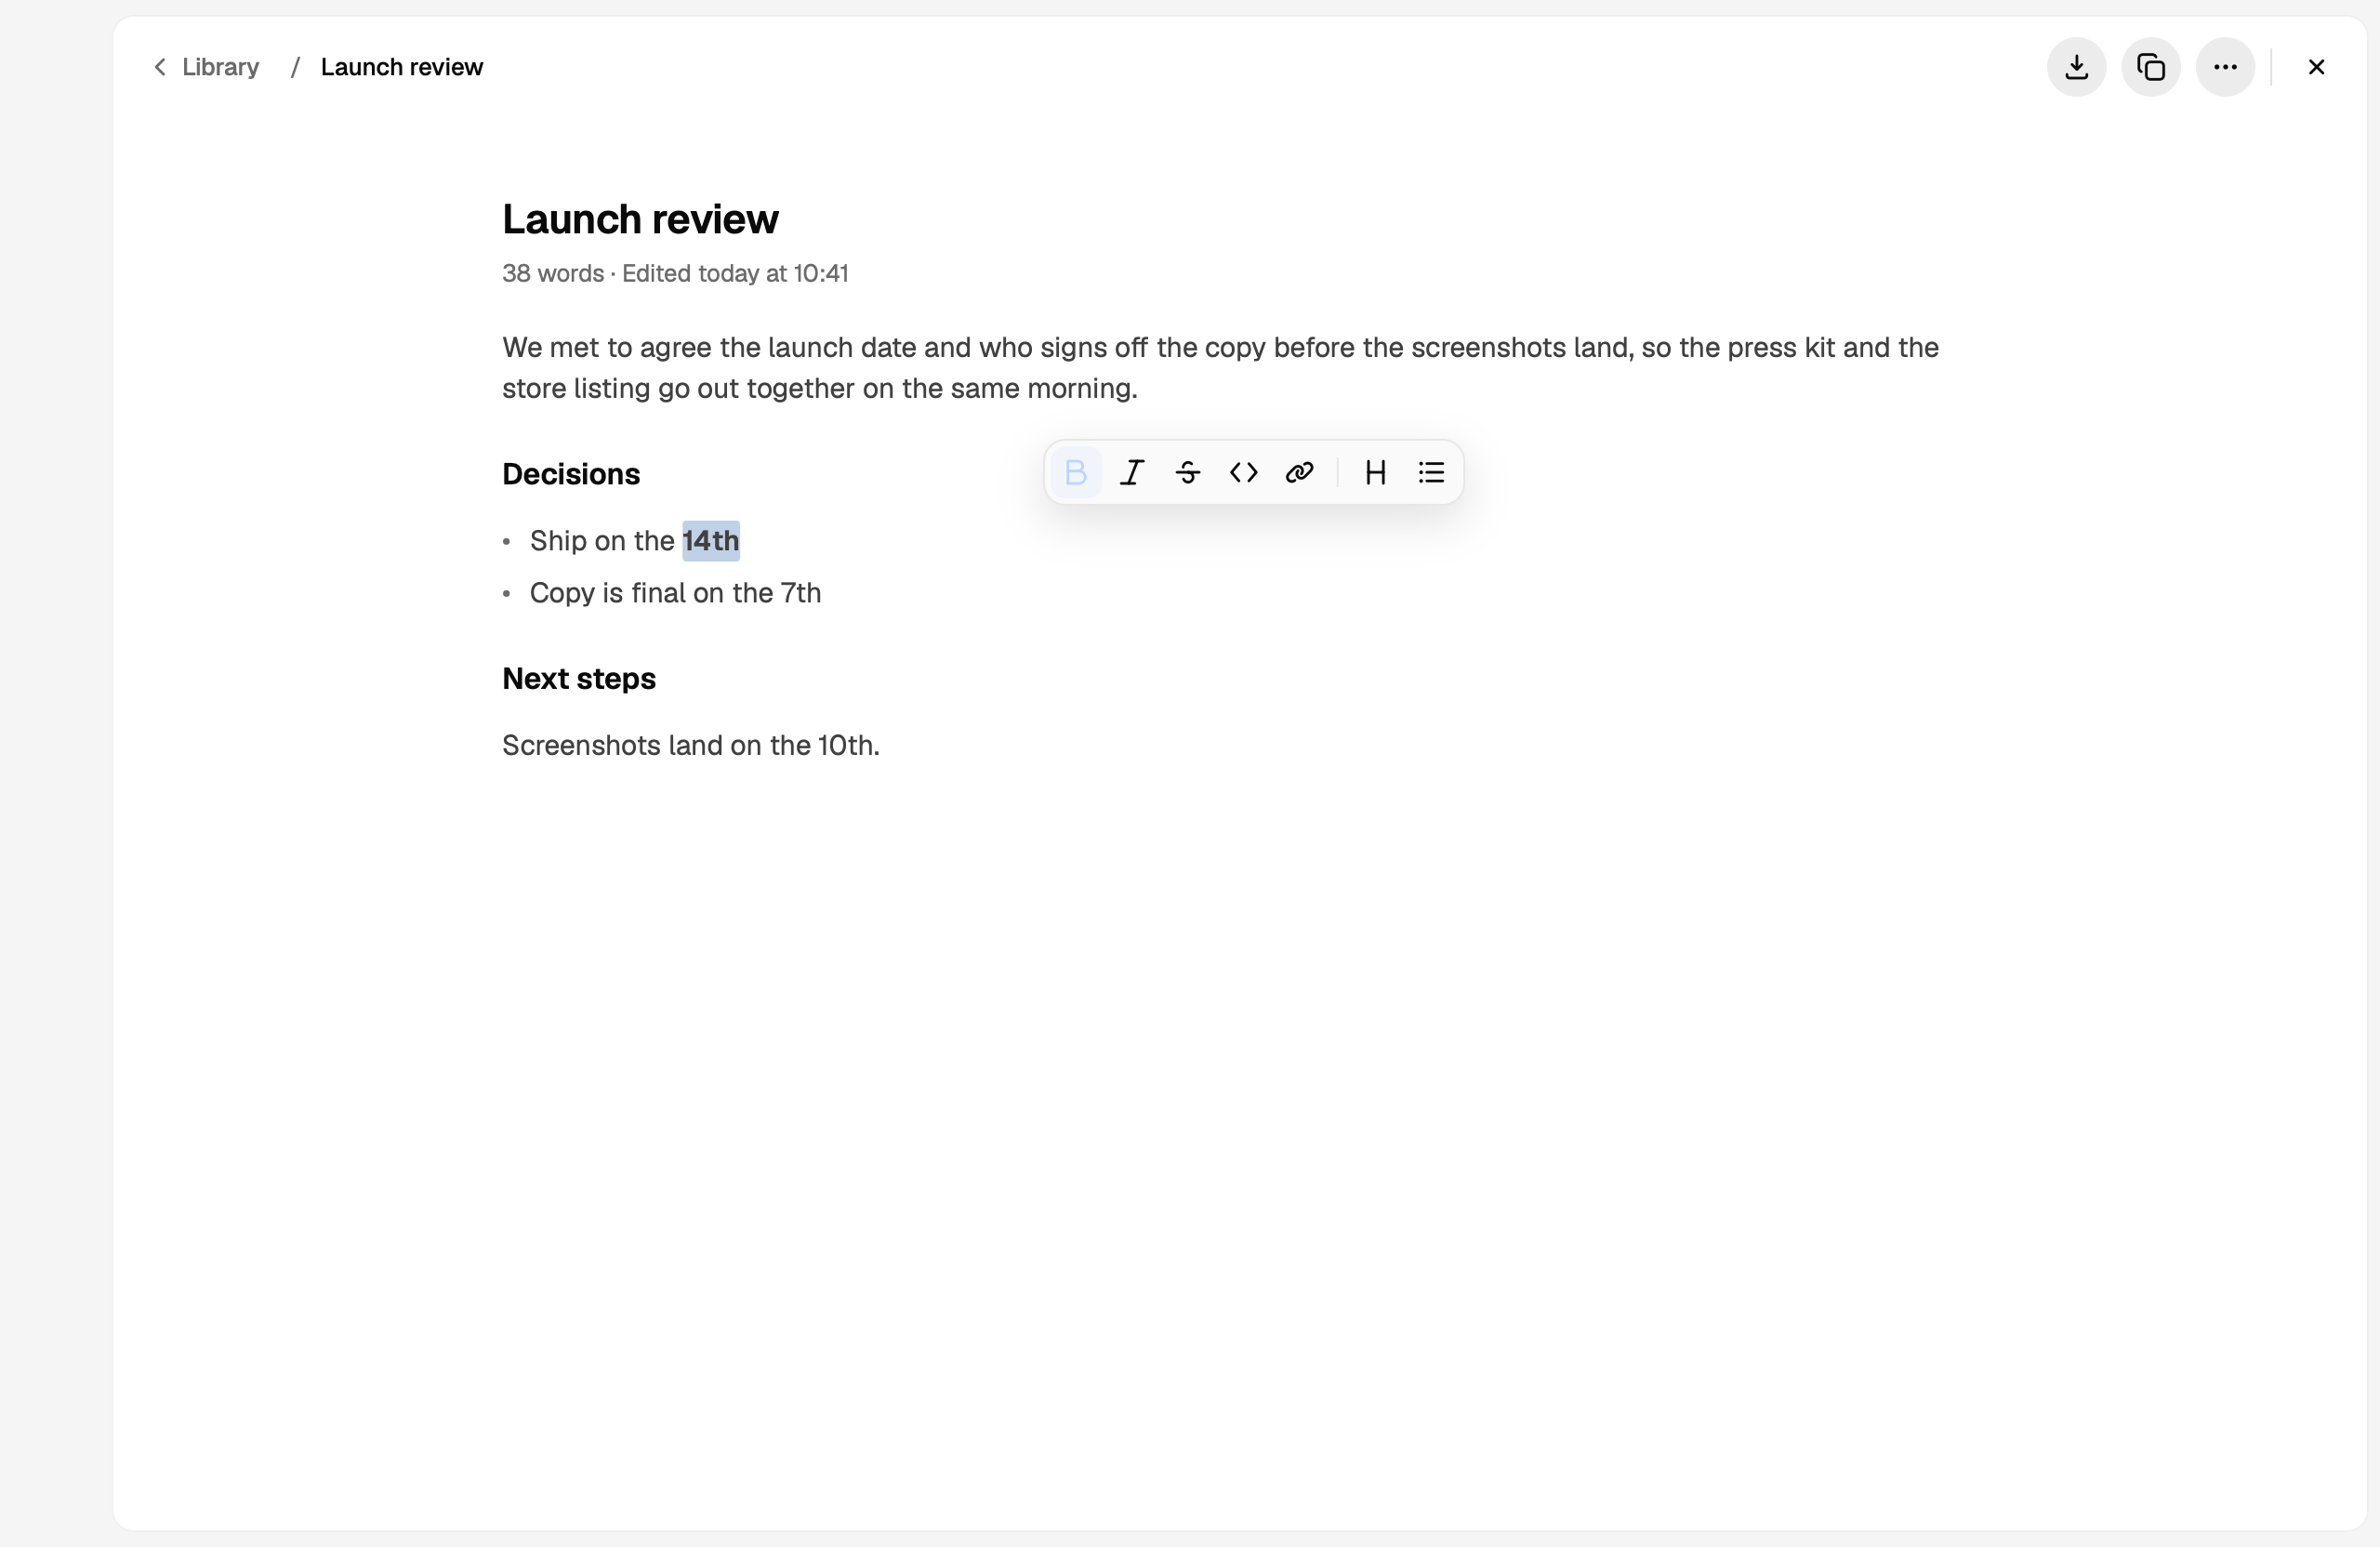 Library / Launch review
Launch review
38 words · Edited today at 10:41
We met to agree the launch date and who signs off the copy before the screenshots land, so the press kit and the
store listing go out together on the same morning.
B I S <> H
Decisions
• Ship on the 14th
• Copy is final on the 7th
Next steps
Screenshots land on the 10th.